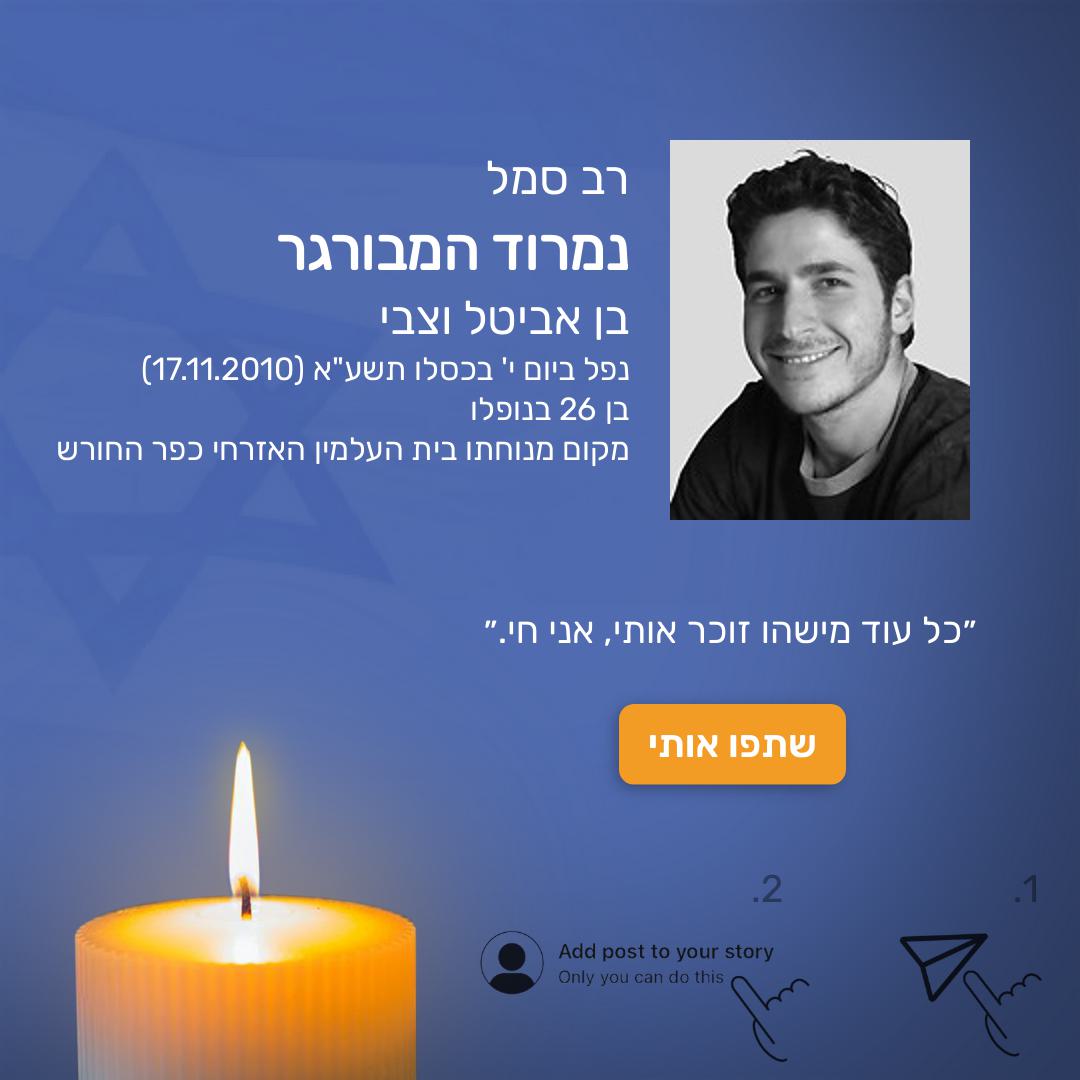 רב סמל
נמרוד המבורגר
בן אביטל וצבי
נפל ביום י' בכסלו תשע"א (17.11.2010)
בן 26 בנופלו
מקום מנוחתו בית העלמין האזרחי כפר החורש
״כל עוד מישהו זוכר אותי, אני חי.״
שתפו אותי
1.
2.
Add post to your story
Only you can do this